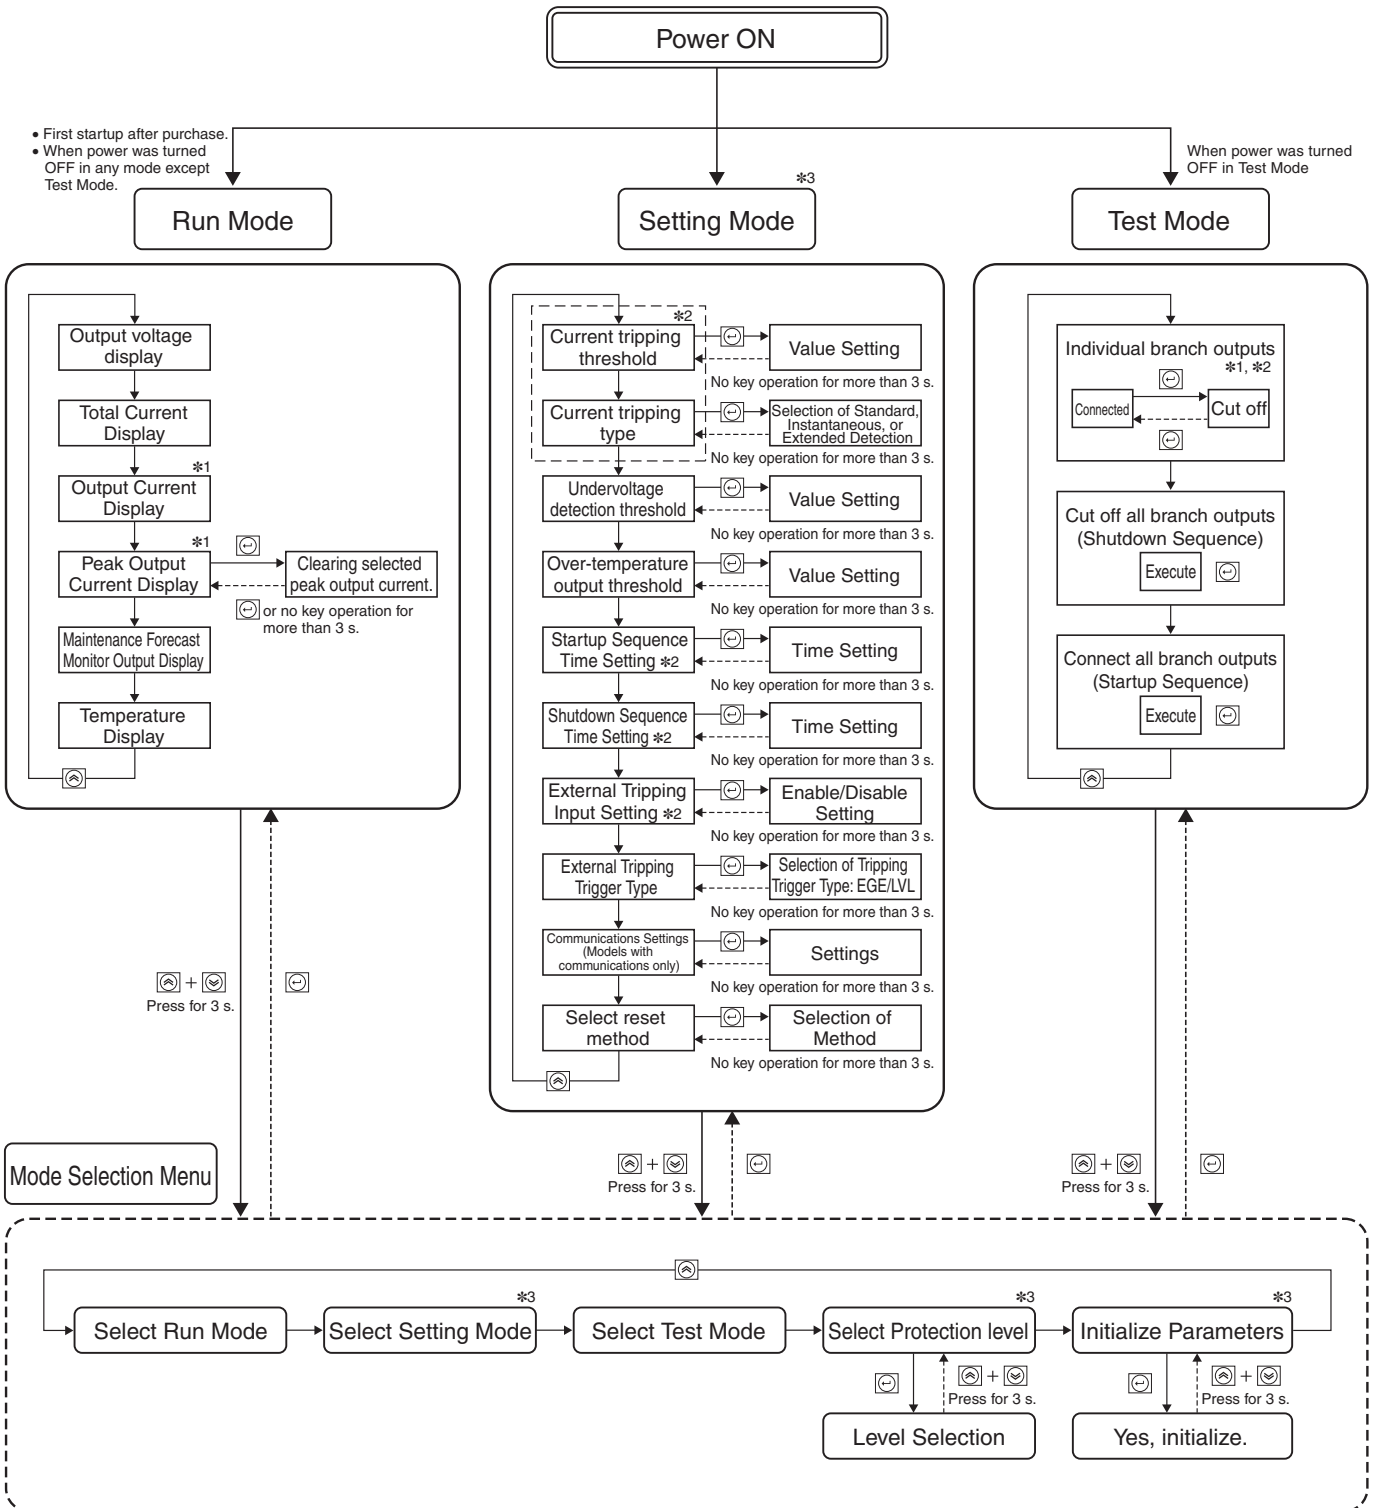 Power ON
• First startup after purchase.
• When power was turned
OFF in any mode except
Test Mode.
When power was turned
OFF in Test Mode
Run Mode
✻3
Setting Mode
Test Mode
Output voltage
display
Total Current
Display
✻1
Output Current
Display
✻1
Peak Output
Current Display
Clearing selected
peak output current.
or no key operation for
more than 3 s.
Maintenance Forecast
Monitor Output Display
Temperature
Display
✻2
Current tripping
threshold
Value Setting
No key operation for more than 3 s.
Current tripping
type
Selection of Standard,
Instantaneous, or
Extended Detection
No key operation for more than 3 s.
Undervoltage
detection threshold
Value Setting
No key operation for more than 3 s.
Over-temperature
output threshold
Value Setting
No key operation for more than 3 s.
Startup Sequence
Time Setting ✻2
Time Setting
No key operation for more than 3 s.
Shutdown Sequence
Time Setting ✻2
Time Setting
No key operation for more than 3 s.
External Tripping
Input Setting ✻2
Enable/Disable
Setting
No key operation for more than 3 s.
External Tripping
Trigger Type
Selection of Tripping
Trigger Type: EGE/LVL
No key operation for more than 3 s.
Communications Settings
(Models with
communications only)
Settings
No key operation for more than 3 s.
Select reset
method
Selection of
Method
No key operation for more than 3 s.
Individual branch outputs
✻1, ✻2
Connected
Cut off
Cut off all branch outputs
(Shutdown Sequence)
Execute
Connect all branch outputs
(Startup Sequence)
Execute
+
Press for 3 s.
+
Press for 3 s.
+
Press for 3 s.
Mode Selection Menu
Select Run Mode
✻3
Select Setting Mode
Select Test Mode
✻3
Select Protection level
✻3
Initialize Parameters
+
Press for 3 s.
+
Press for 3 s.
Level Selection
Yes, initialize.